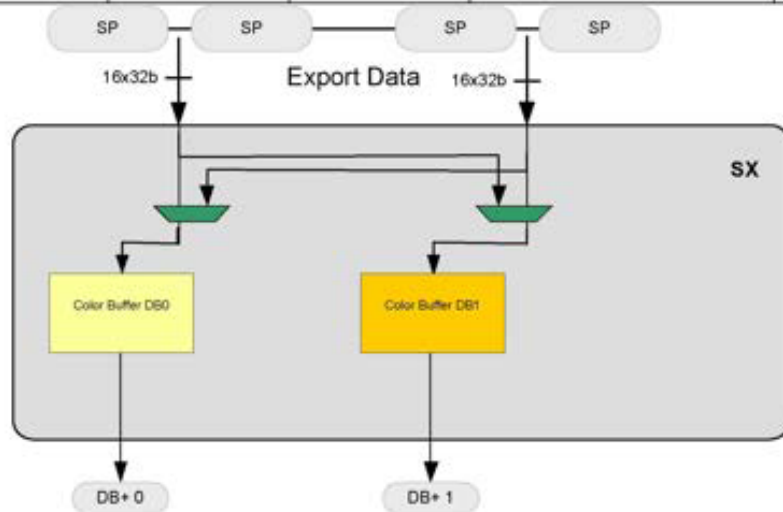 SP SP SP SP
16x32b Export Data 16x32b
SX
Color Buffer DB0 Color Buffer DB1
DB+ 0 DB+ 1